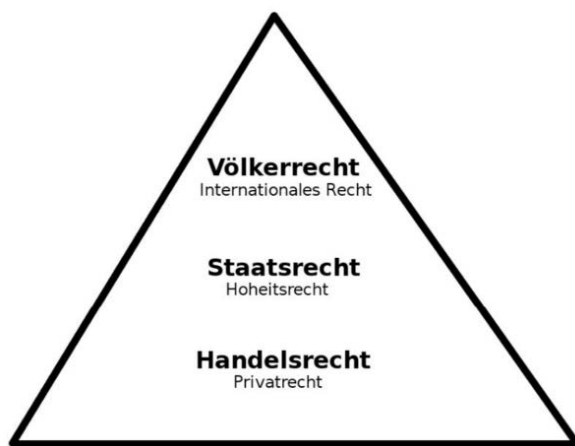 Völkerrecht
Internationales Recht
Staatsrecht
Hoheitsrecht
Handelsrecht
Privatrecht